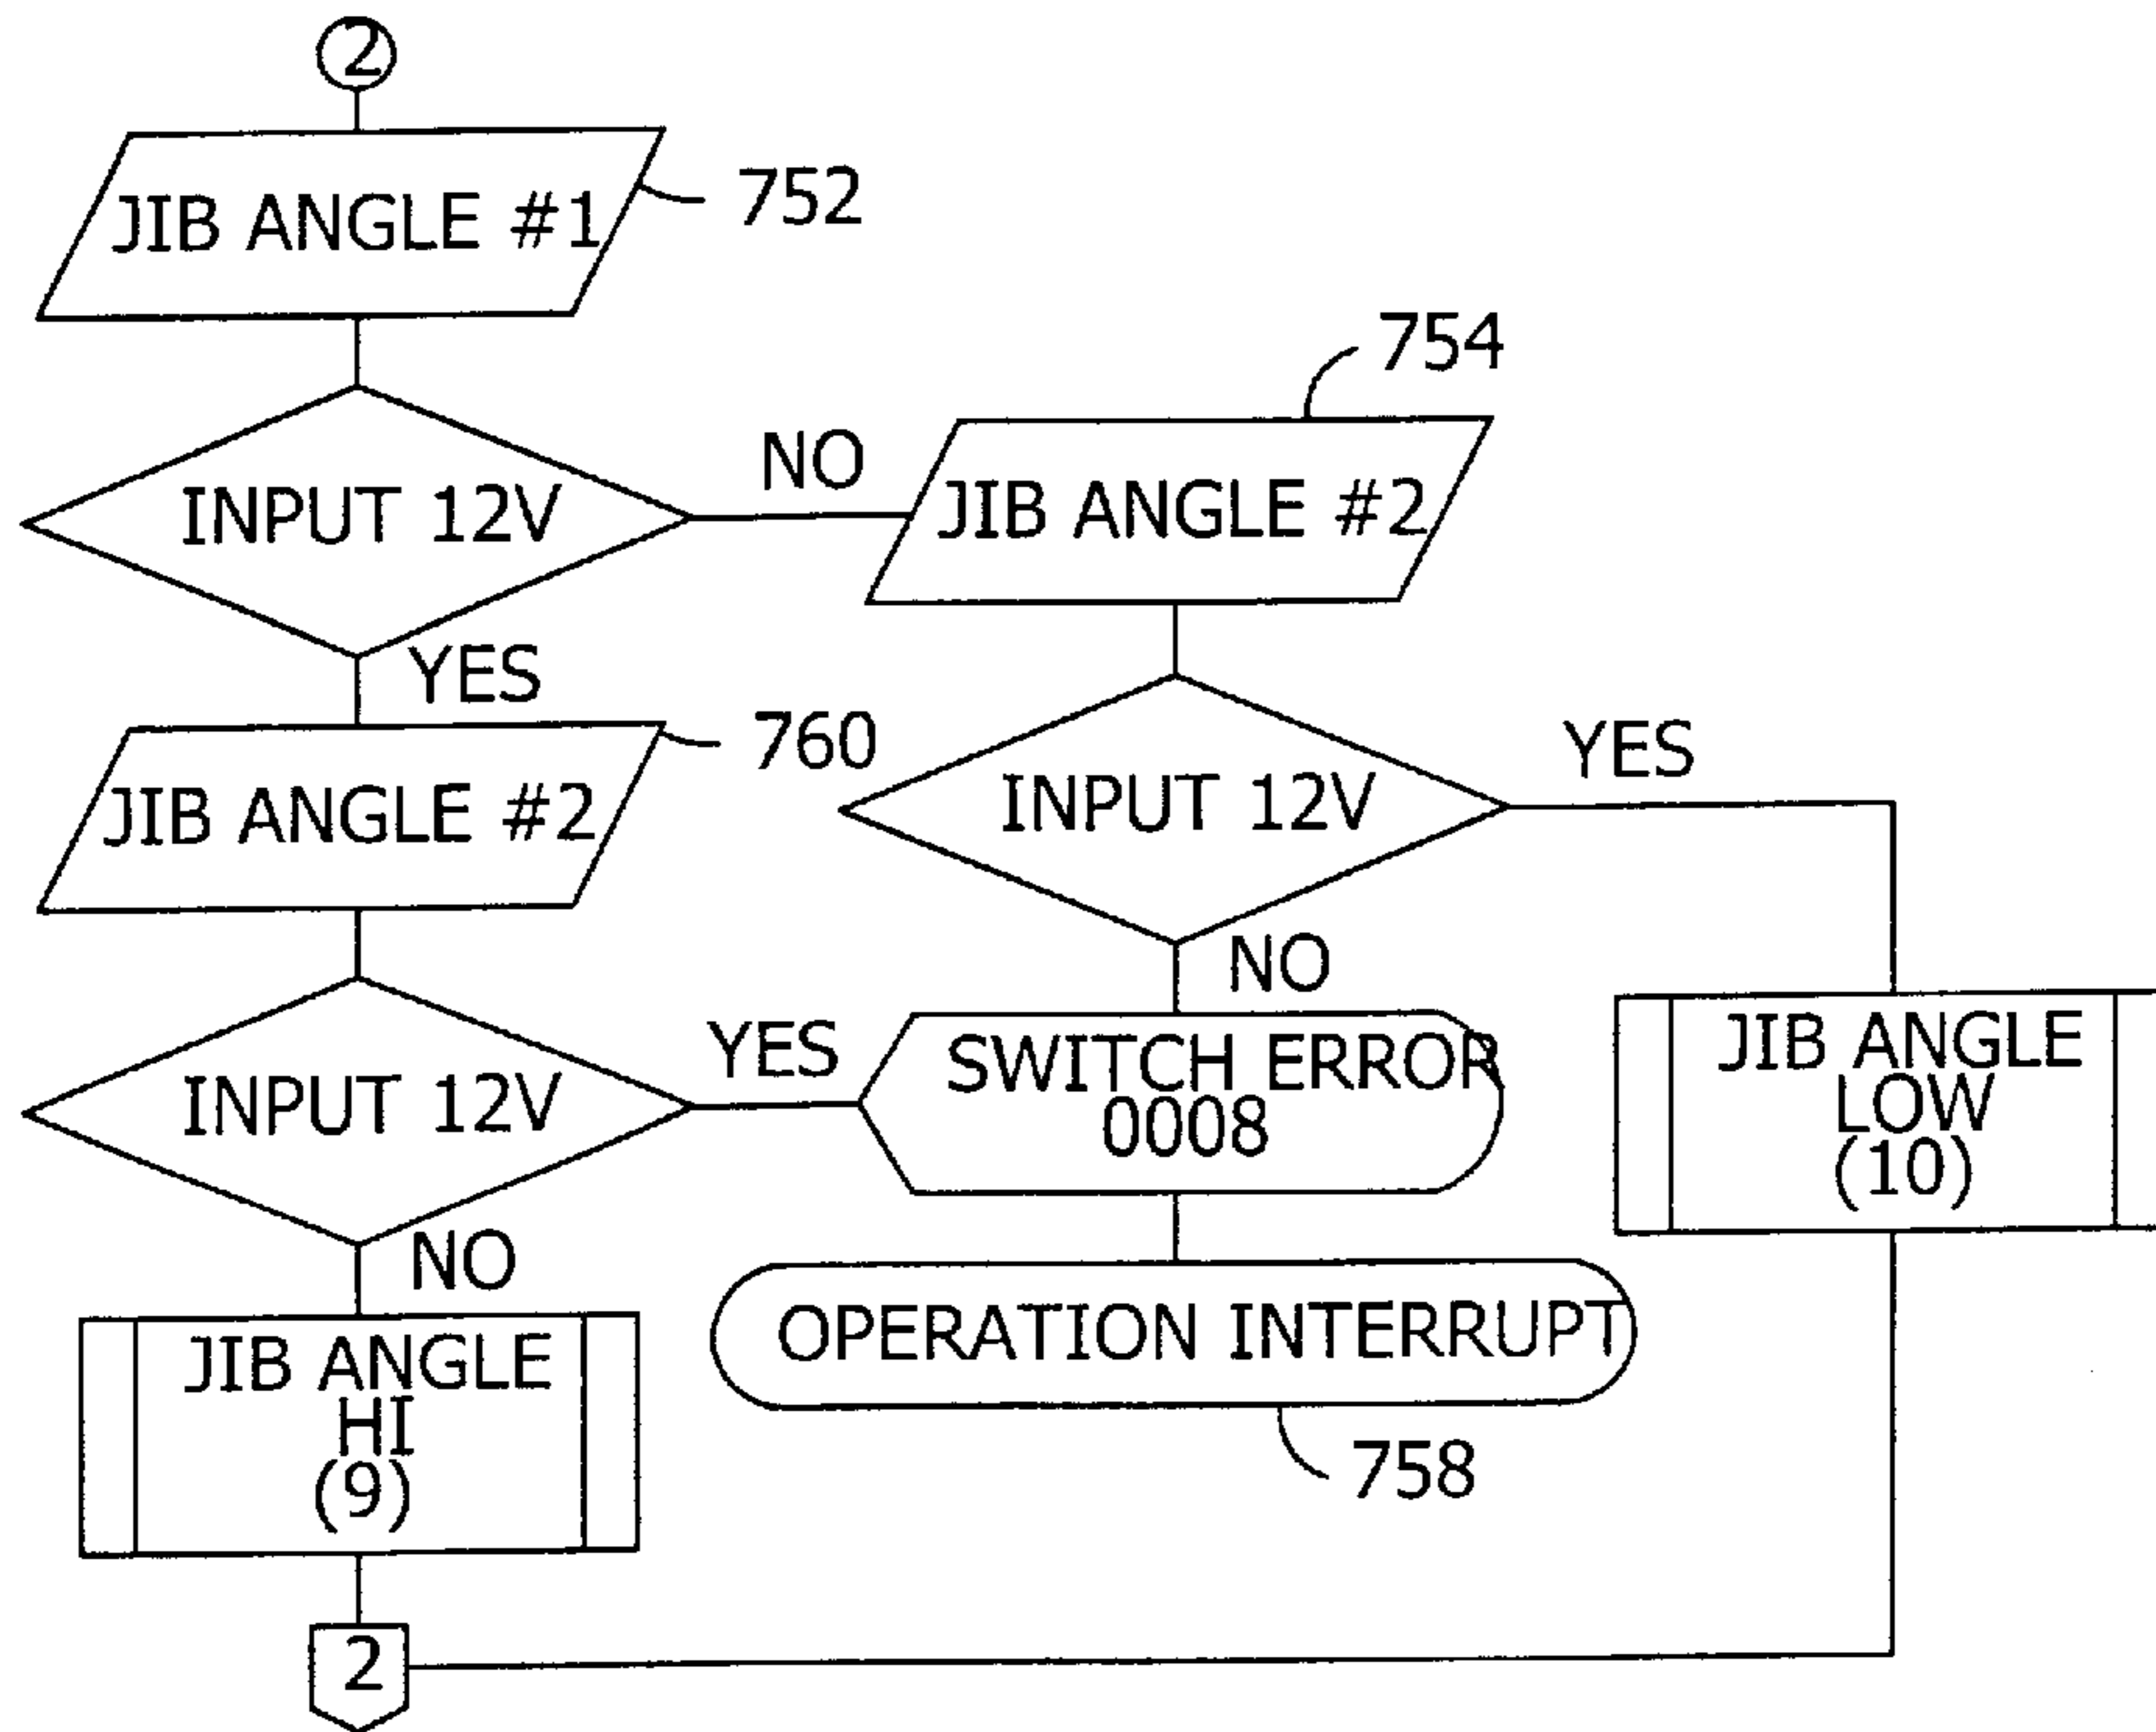 2
JIB ANGLE #1
752
754
NO
INPUT 12V
JIB ANGLE #2
YES
760
YES
JIB ANGLE #2
INPUT 12V
NO
YES
INPUT 12V
SWITCH ERROR
0008
JIB ANGLE
LOW
(10)
NO
OPERATION INTERRUPT
JIB ANGLE
HI
(9)
758
2